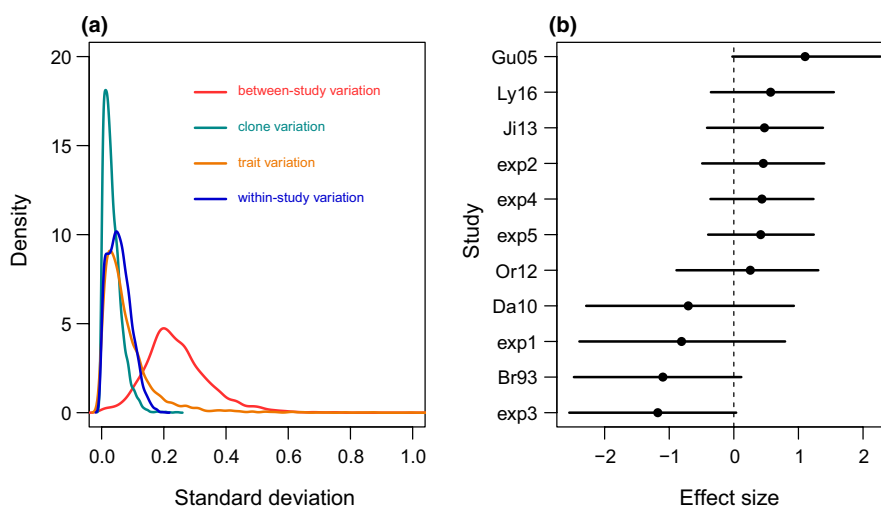 (a)
20
15
10
5
0
Density
between-study variation
clone variation
trait variation
within-study variation
0.0 0.2 0.4 0.6 0.8 1.0
Standard deviation
(b)
Study
Gu05
Ly16
Ji13
exp2
exp4
exp5
Or12
Da10
exp1
Br93
exp3
−2 −1 0 1 2
Effect size